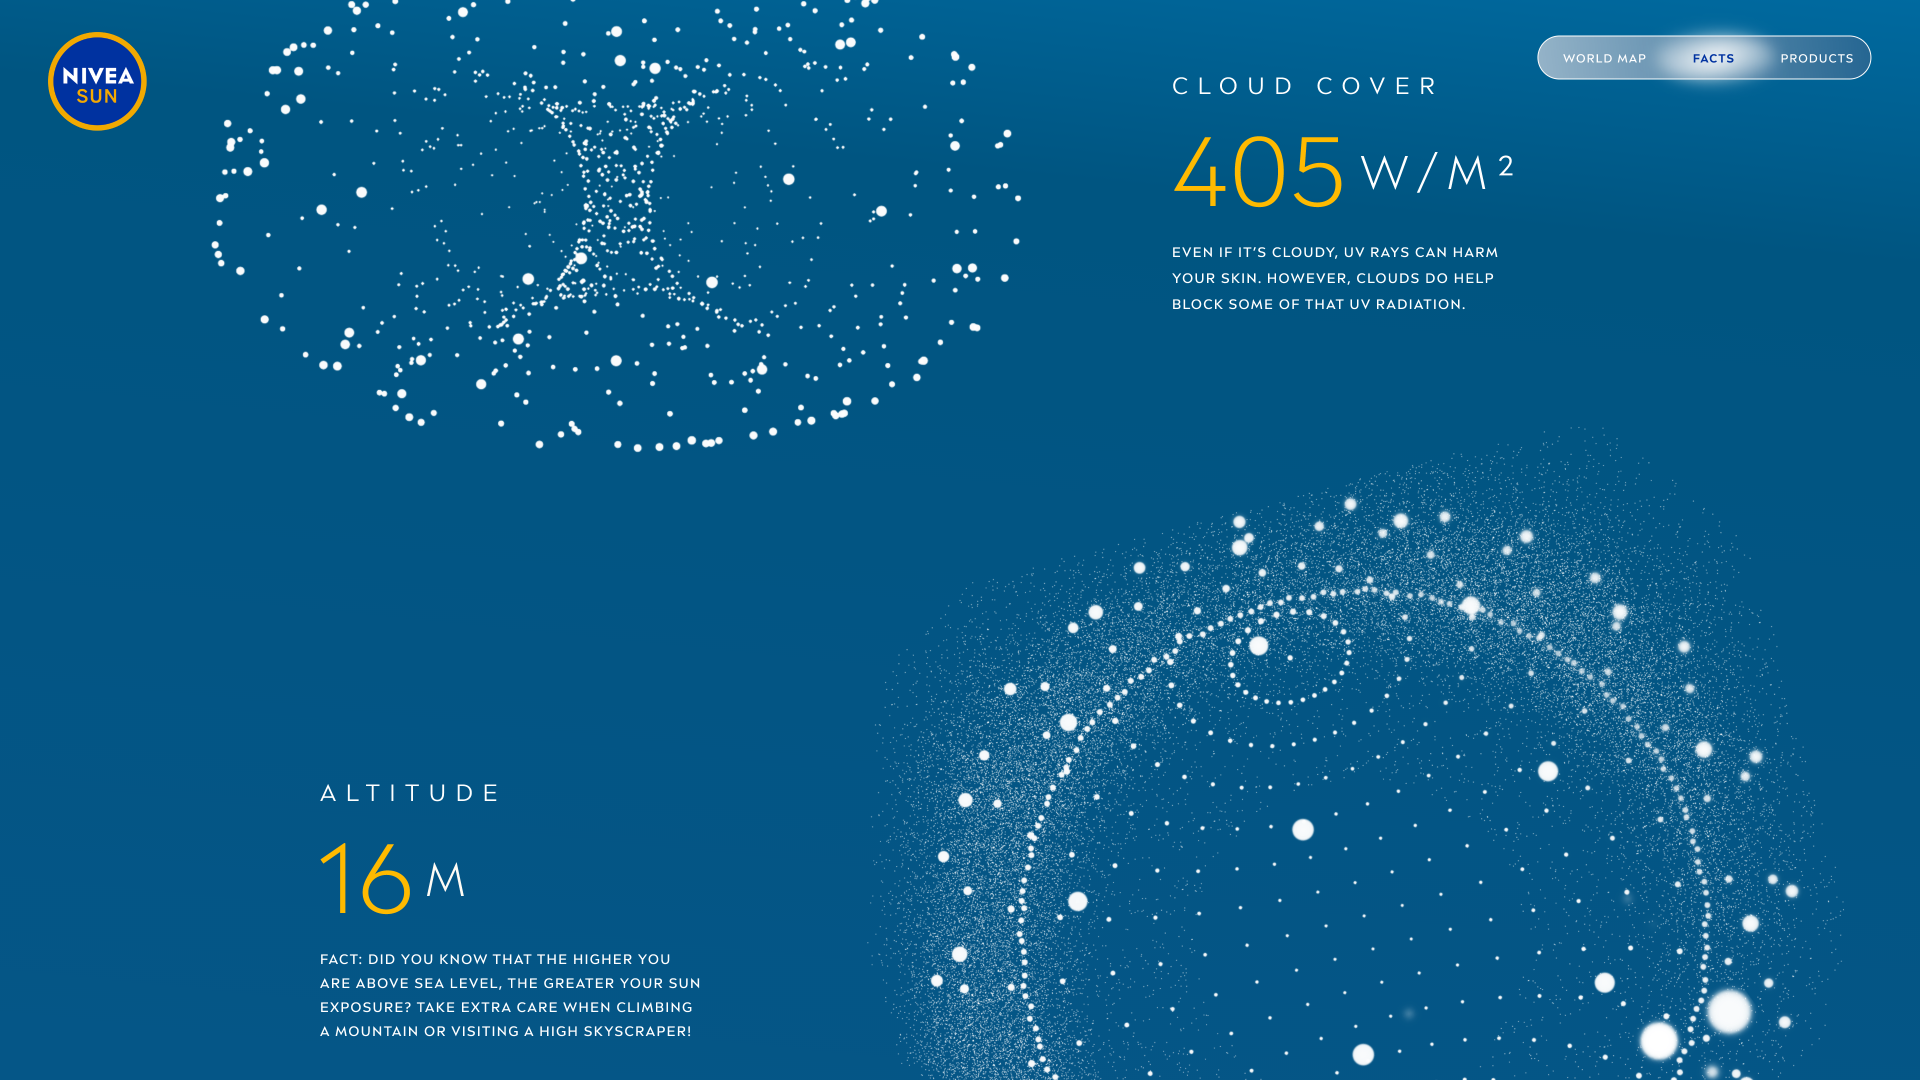 NIVEA
SUN
WORLD MAP
FACTS
PRODUCTS
CLOUD COVER
405 W/M²
EVEN IF IT’S CLOUDY, UV RAYS CAN HARM
YOUR SKIN. HOWEVER, CLOUDS DO HELP
BLOCK SOME OF THAT UV RADIATION.
ALTITUDE
16 M
FACT: DID YOU KNOW THAT THE HIGHER YOU
ARE ABOVE SEA LEVEL, THE GREATER YOUR SUN
EXPOSURE? TAKE EXTRA CARE WHEN CLIMBING
A MOUNTAIN OR VISITING A HIGH SKYSCRAPER!